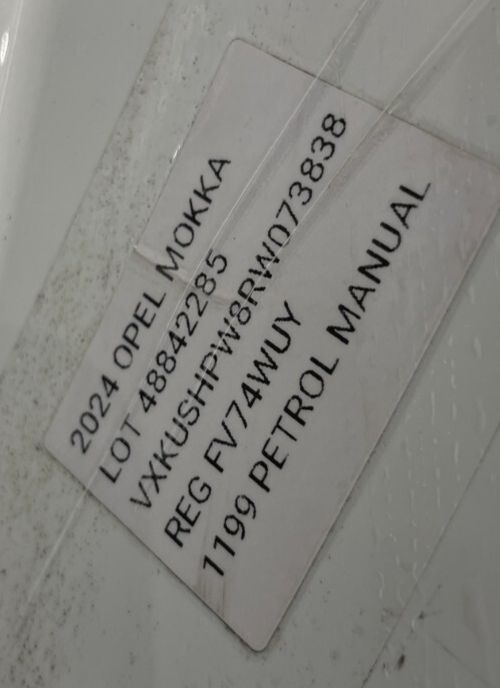 2024 OPEL MOKKA
LOT 48842285
VXKUSHPW8RW073838
REG FV74WUY
1199 PETROL MANUAL